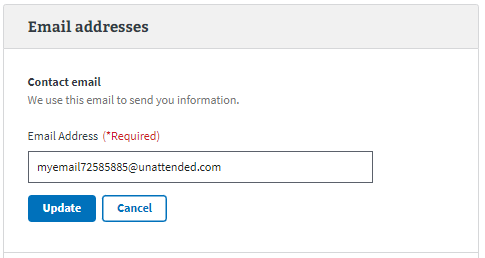 Email addresses
Contact email
We use this email to send you information.
Email Address (*Required)
myemail72585885@unattended.com
Update Cancel